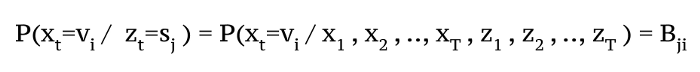 P(x_t=v_i / z_t=s_j) = P(x_t=v_i / x_1 , x_2 , .., x_T , z_1 , z_2 , .., z_T ) = B_ji